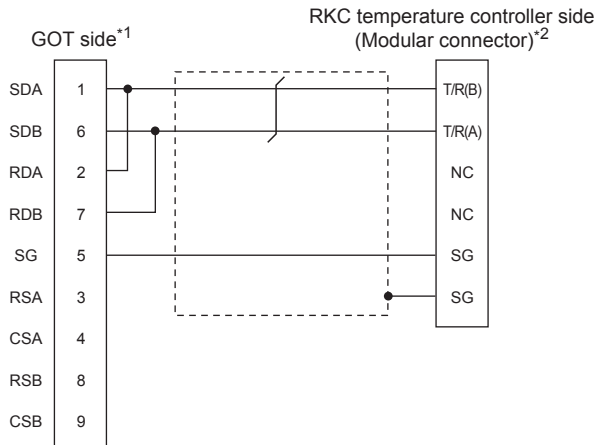 RKC temperature controller side
(Modular connector)*2
GOT side*1
SDA 1 T/R(B)
SDB 6 T/R(A)
RDA 2 NC
RDB 7 NC
SG 5 SG
RSA 3 SG
CSA 4
RSB 8
CSB 9